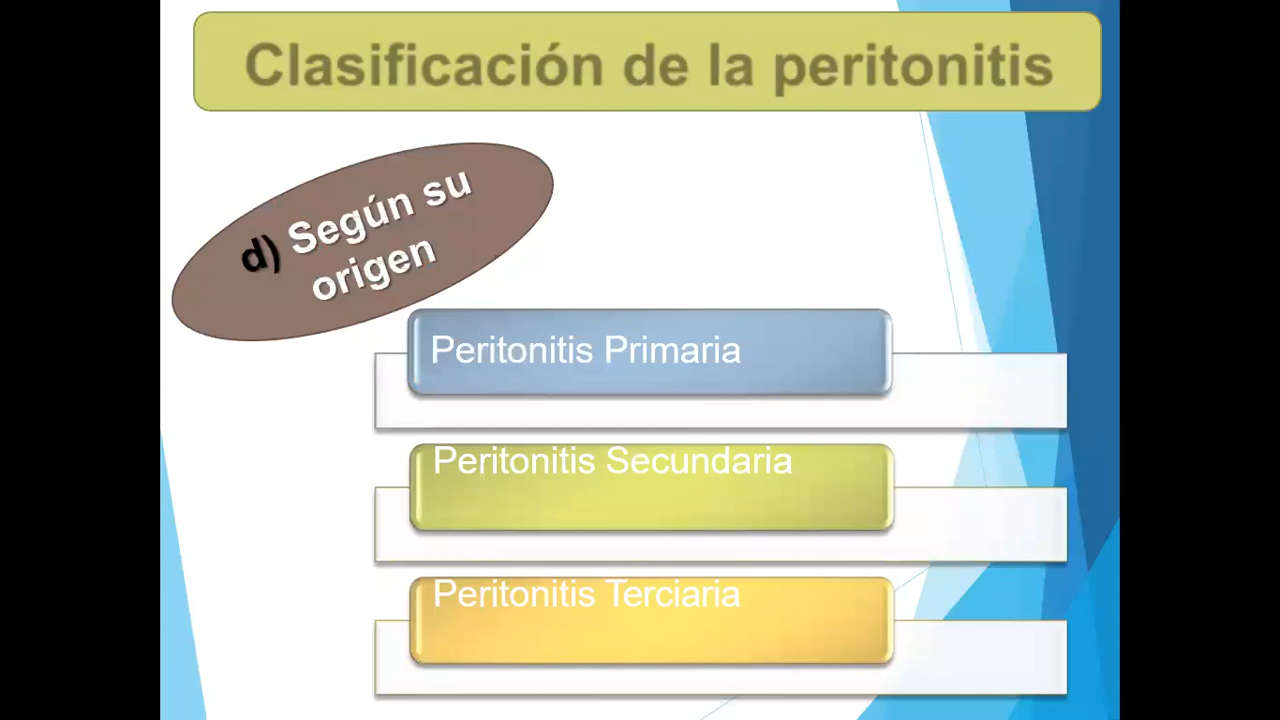 Clasificación de la peritonitis
d) Según su
origen
Peritonitis Primaria
Peritonitis Secundaria
Peritonitis Terciaria